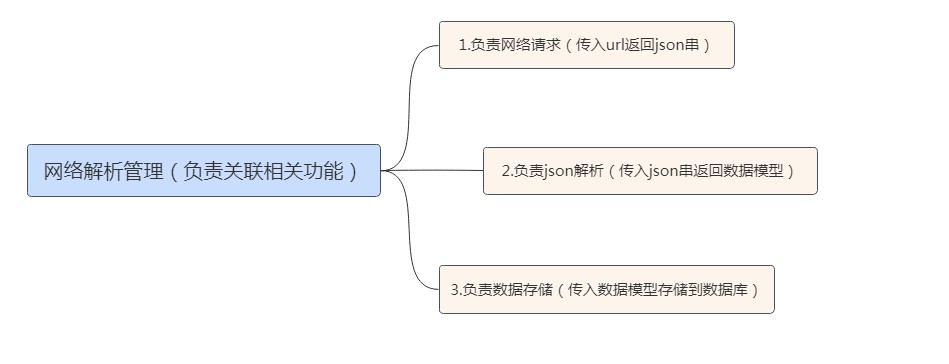 1.负责网络请求（传入url返回json串）
网络解析管理（负责关联相关功能）
2.负责json解析（传入json串返回数据模型）
3.负责数据存储（传入数据模型存储到数据库）